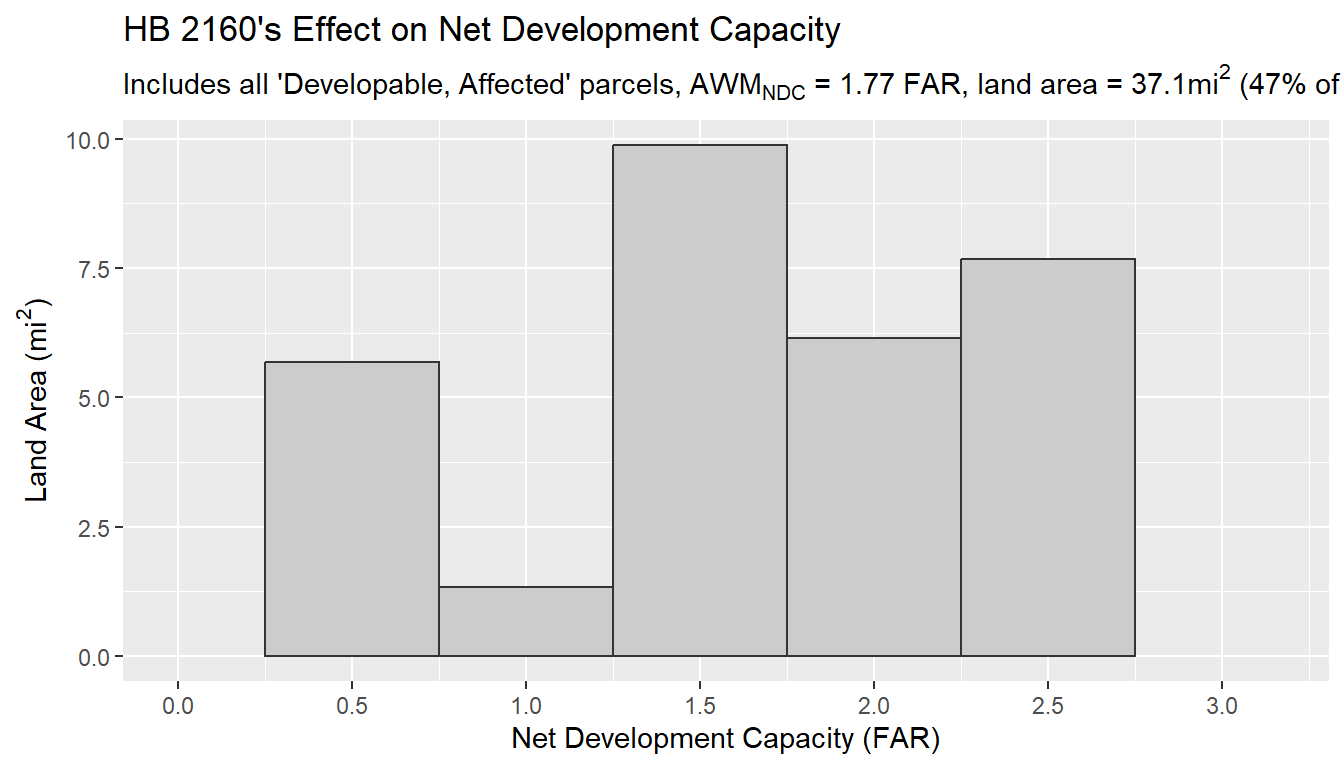 HB 2160's Effect on Net Development Capacity
Includes all 'Developable, Affected' parcels, AWM_NDC = 1.77 FAR, land area = 37.1mi² (47% of
10.0
7.5
5.0
2.5
0.0
Land Area (mi²)
0.0 0.5 1.0 1.5 2.0 2.5 3.0
Net Development Capacity (FAR)